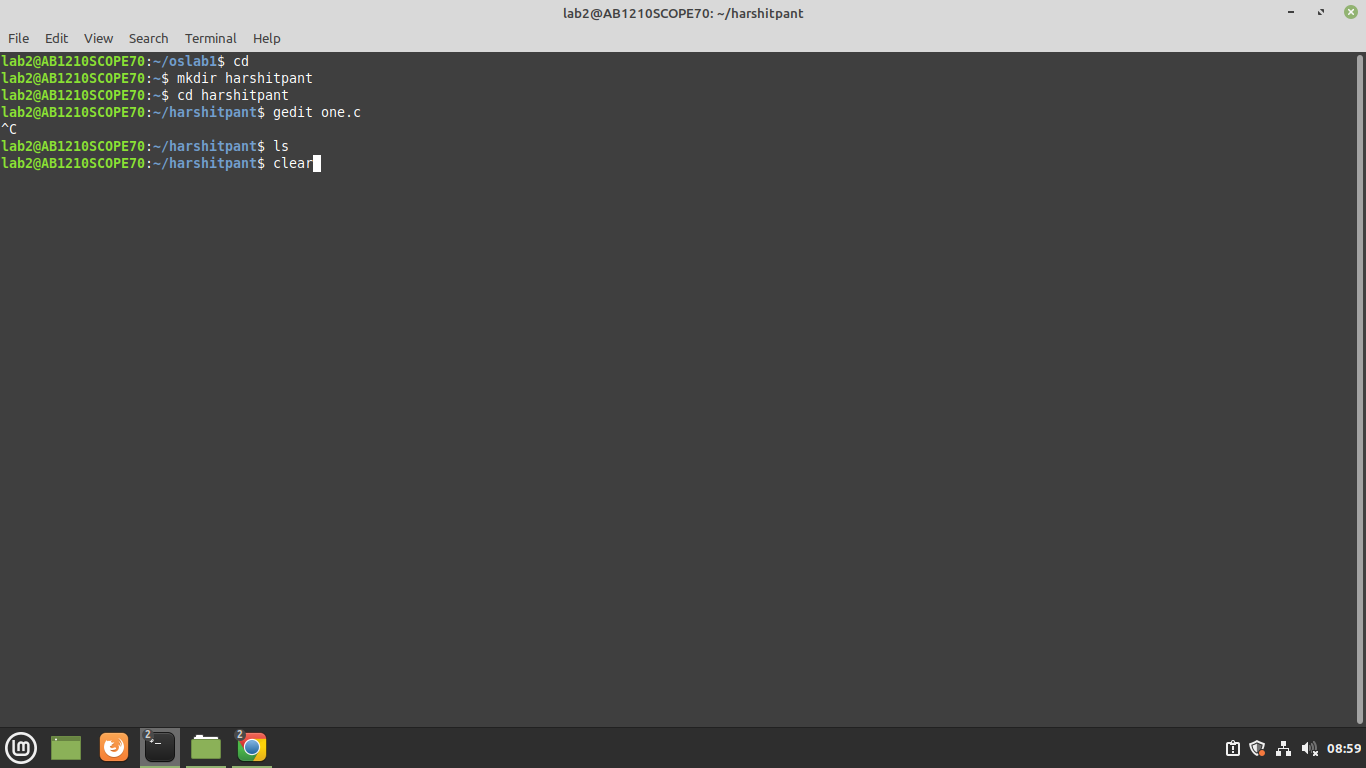 lab2@AB1210SCOPE70: ~/harshitpant
File Edit View Search Terminal Help
lab2@AB1210SCOPE70:~/oslab1$ cd
lab2@AB1210SCOPE70:~$ mkdir harshitpant
lab2@AB1210SCOPE70:~$ cd harshitpant
lab2@AB1210SCOPE70:~/harshitpant$ gedit one.c
^C
lab2@AB1210SCOPE70:~/harshitpant$ ls
lab2@AB1210SCOPE70:~/harshitpant$ clear
2 2 08:59